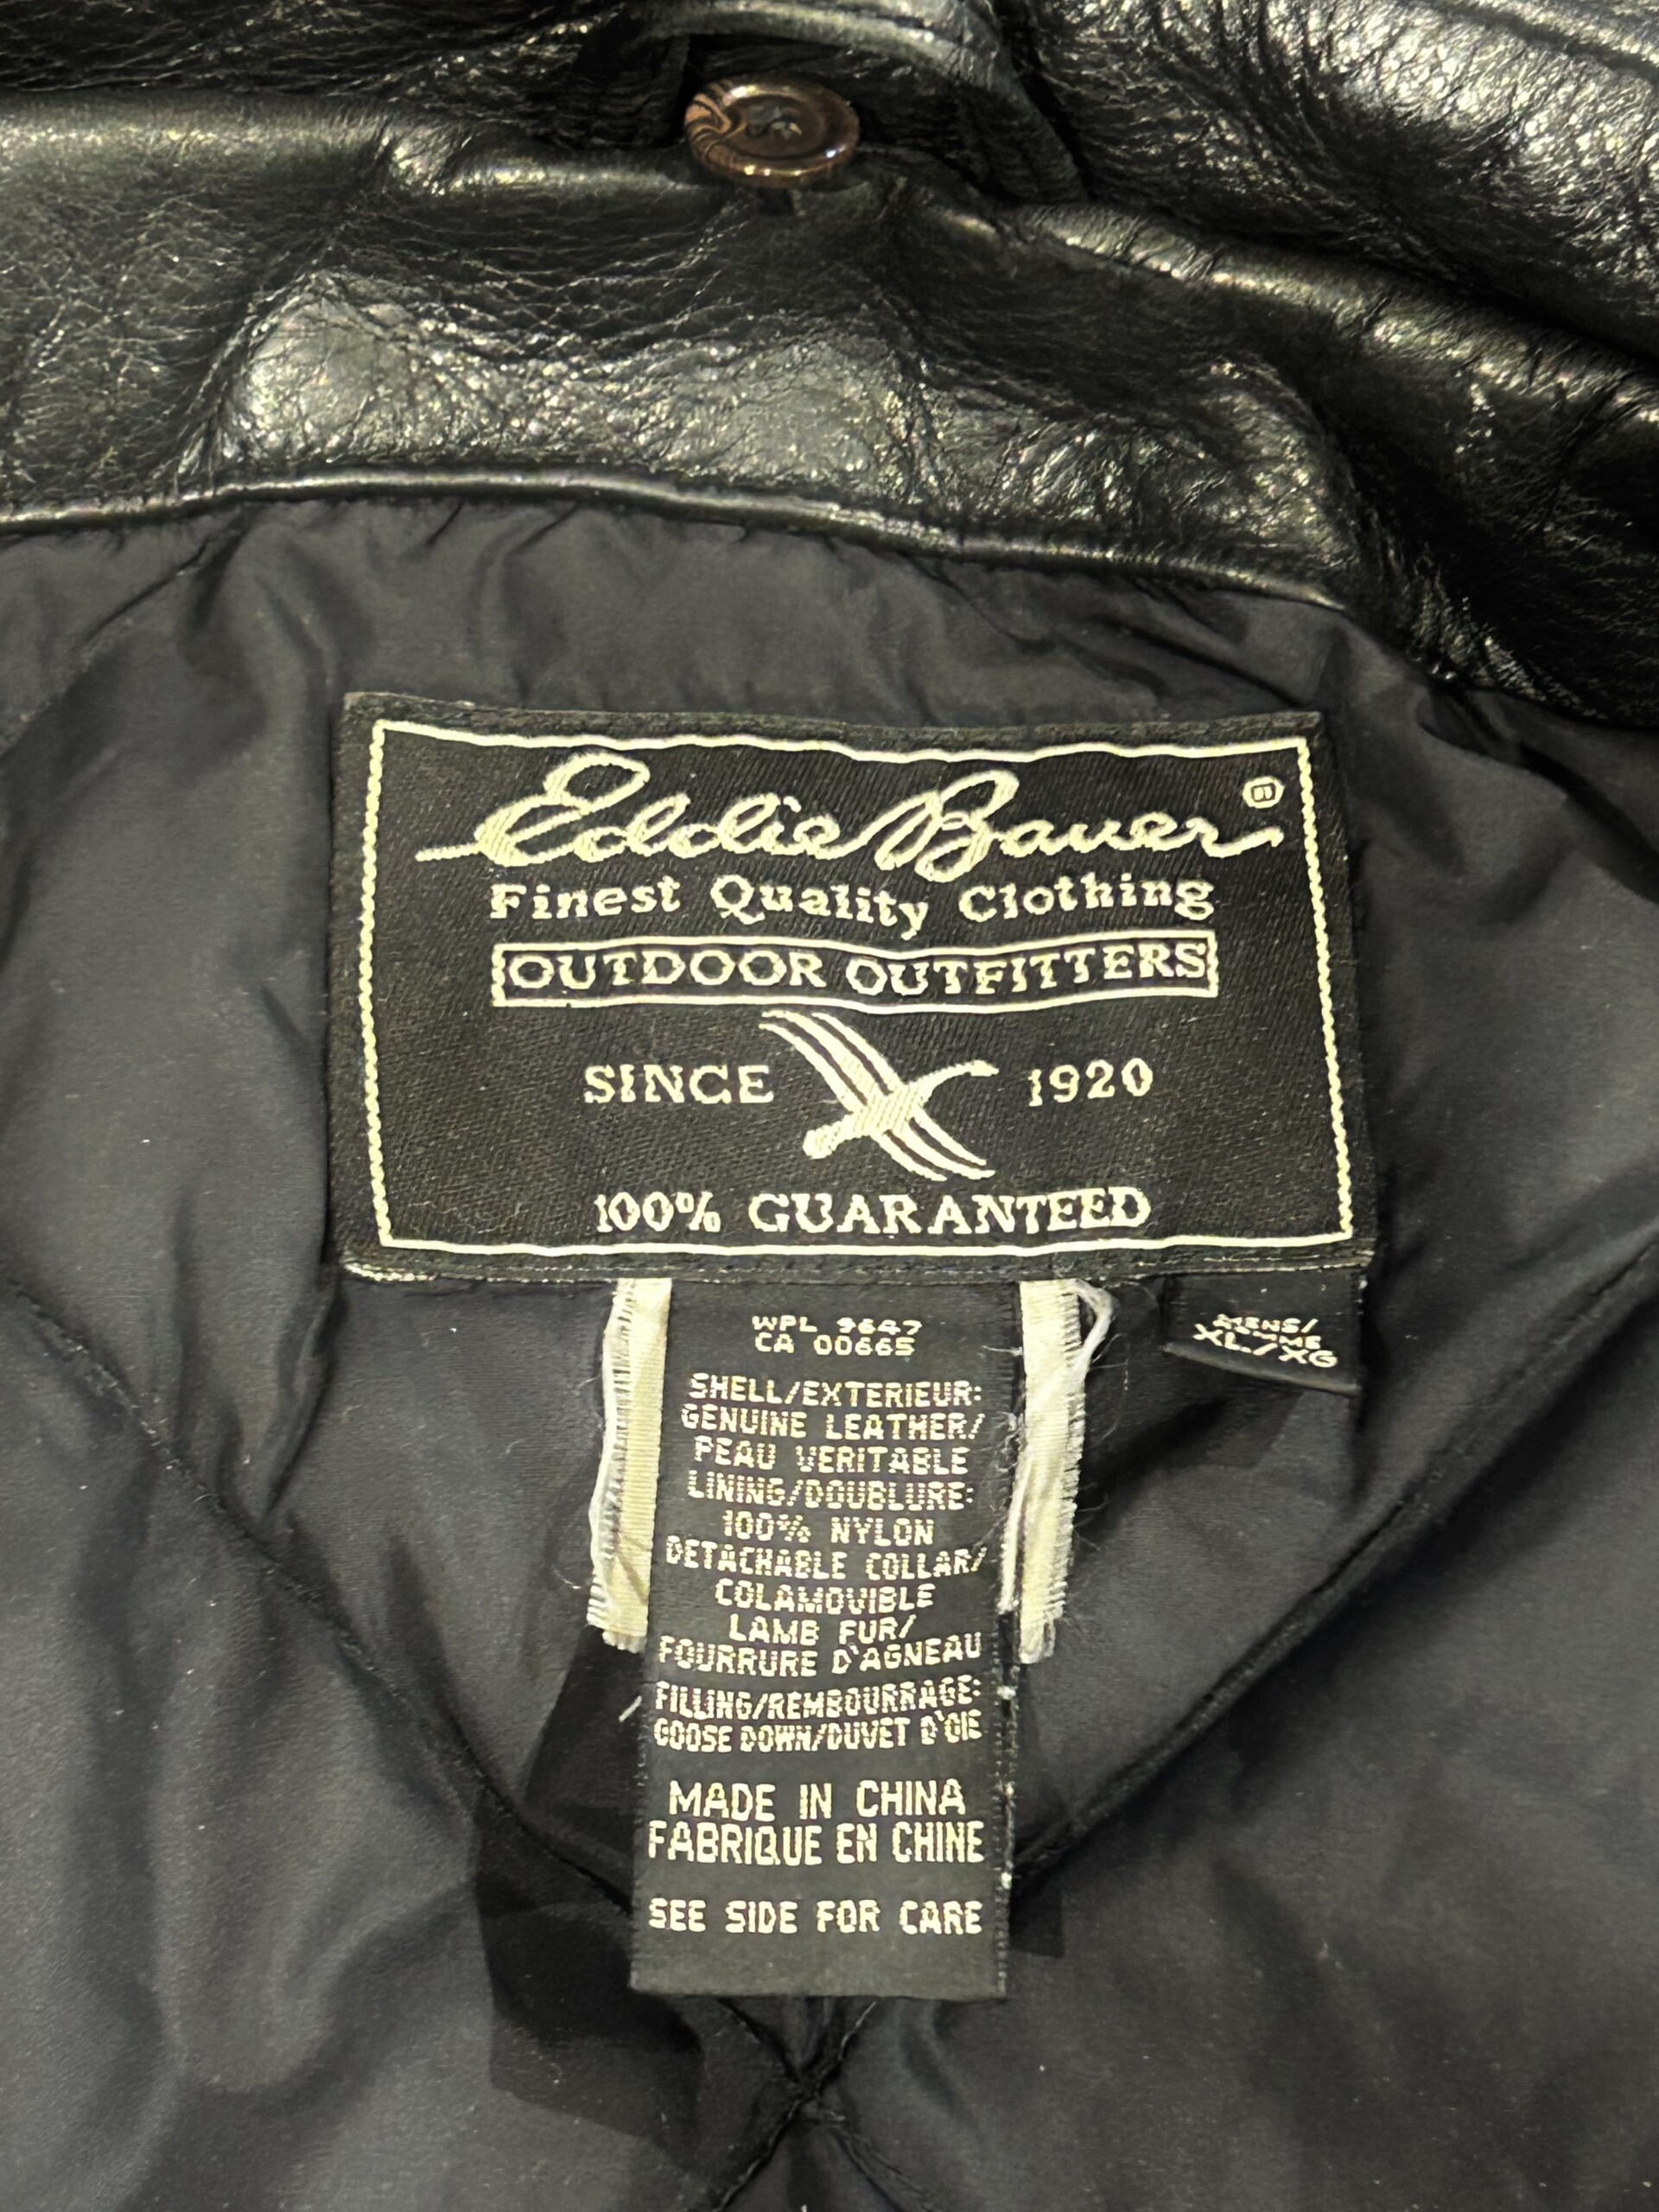 Eddie Bauer®
Finest Quality Clothing
OUTDOOR OUTFITTERS
SINCE 1920
100% GUARANTEED
WPL 9647
CA 00665
SHELL/EXTERIEUR:
GENUINE LEATHER/
PEAU VERITABLE
LINING/DOUBLURE:
100% NYLON
DETACHABLE COLLAR/
COLAMOVIBLE
LAMB FUR/
FOURRURE D'AGNEAU
FILLING/REMBOURRAGE:
GOOSE DOWN/DUVET D'OIE
MADE IN CHINA
FABRIQUE EN CHINE
SEE SIDE FOR CARE
MENS/
XL/XG